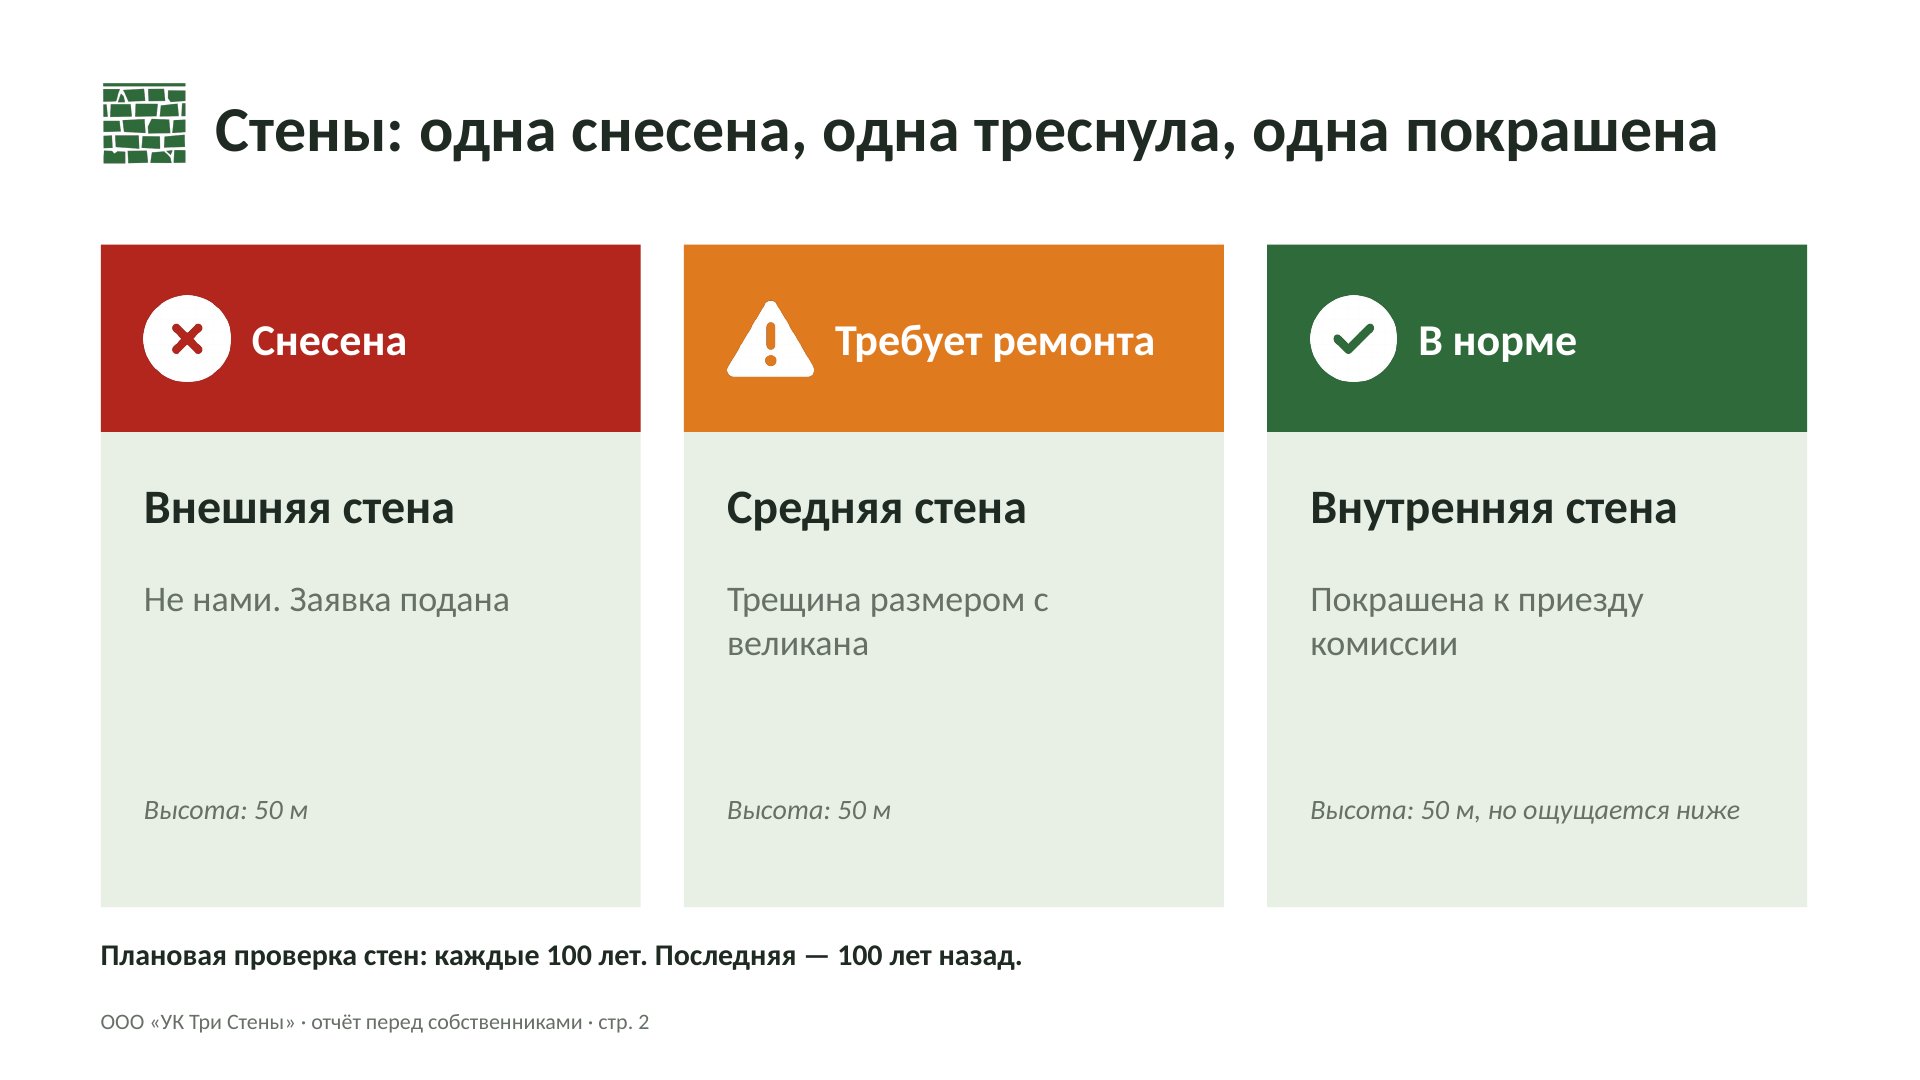 Стены: одна снесена, одна треснула, одна покрашена
Снесена
Внешняя стена
Не нами. Заявка подана
Высота: 50 м
Требует ремонта
Средняя стена
Трещина размером с
великана
Высота: 50 м
В норме
Внутренняя стена
Покрашена к приезду
комиссии
Высота: 50 м, но ощущается ниже
Плановая проверка стен: каждые 100 лет. Последняя — 100 лет назад.
ООО «УК Три Стены» · отчёт перед собственниками · стр. 2